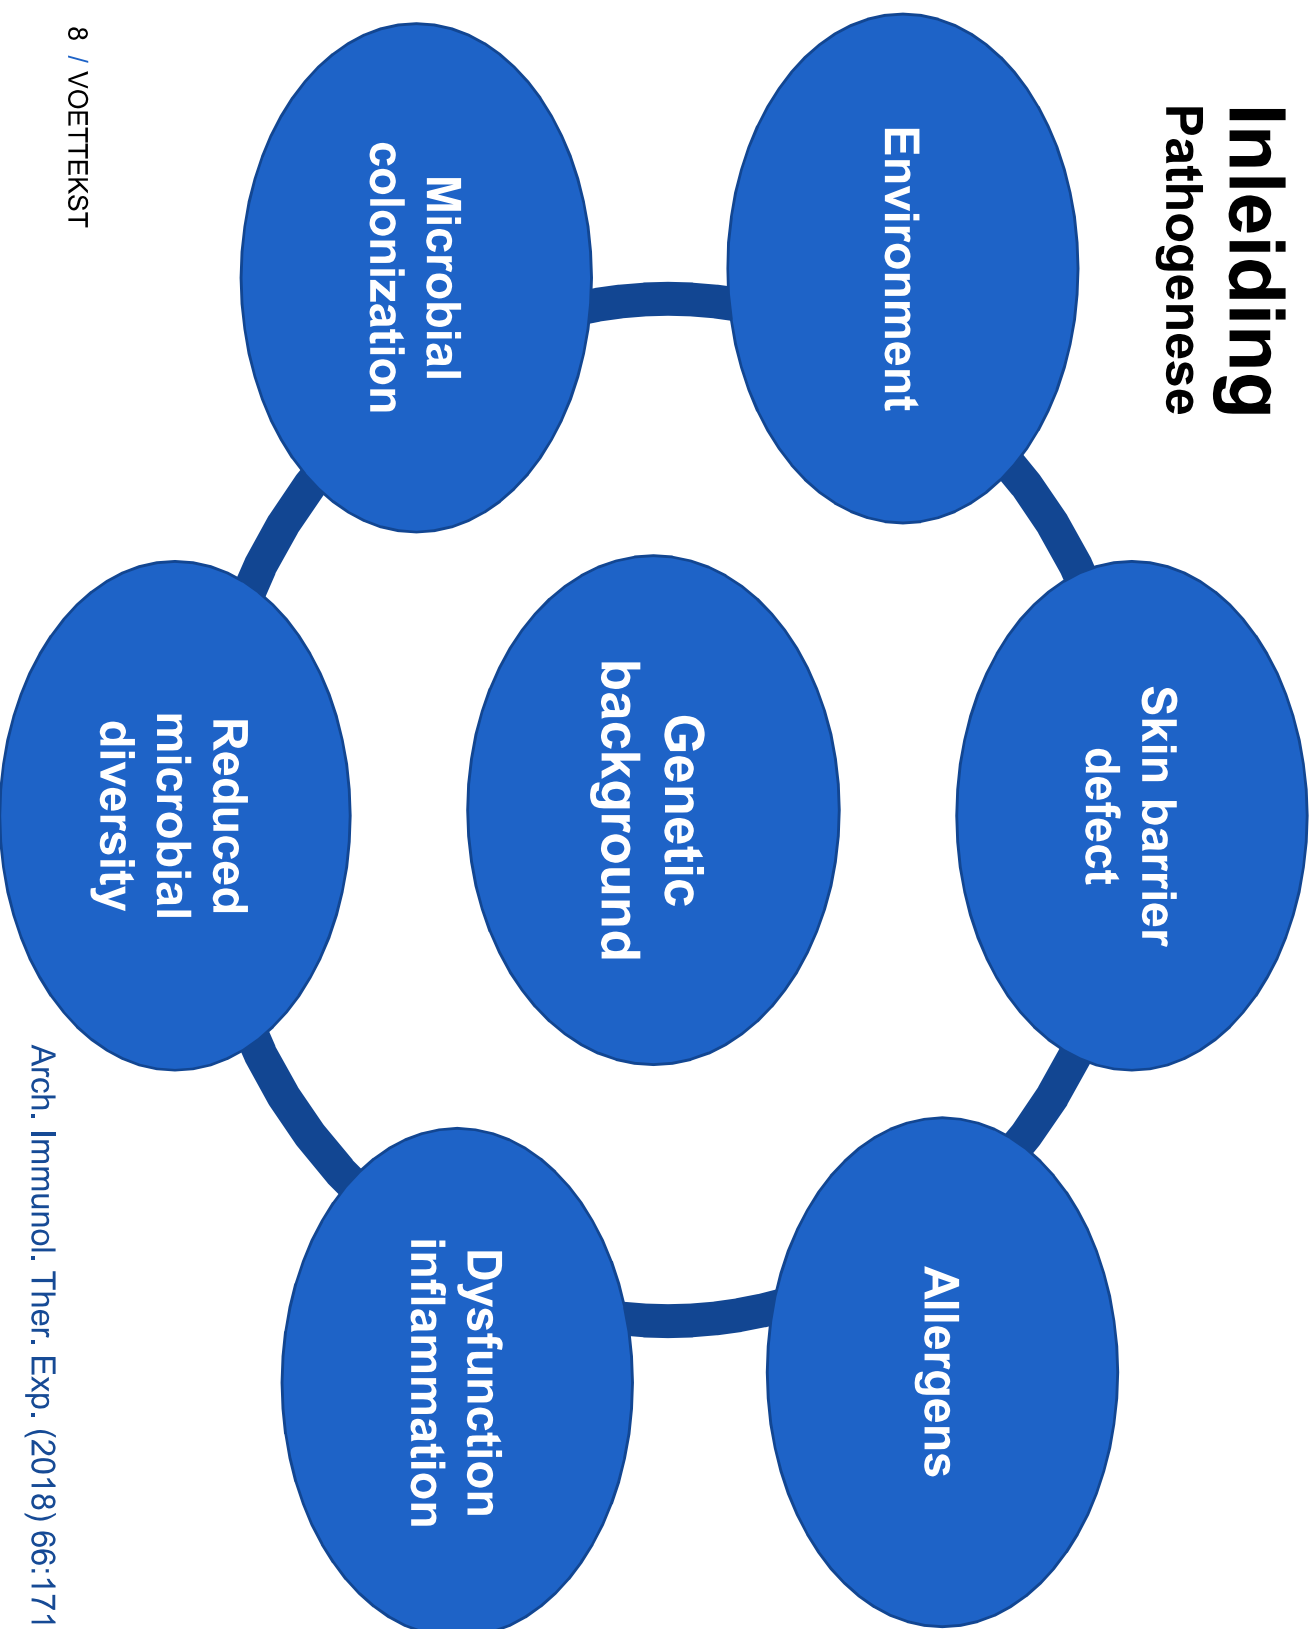 Inleiding
Pathogenese
Skin barrier
defect
Environment
Allergens
Genetic
background
Microbial
colonization
Dysfunction
inflammation
Reduced
microbial
diversity
8 / VOETTEKST
Arch. Immunol. Ther. Exp. (2018) 66:171